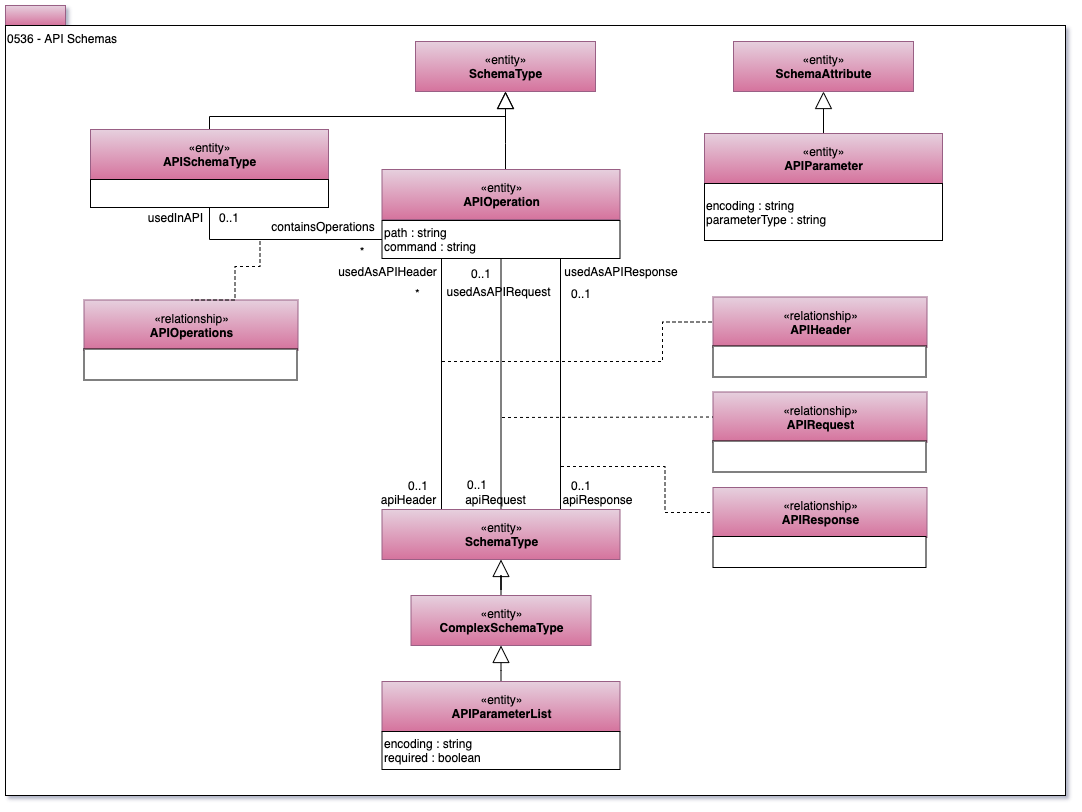 0536 - API Schemas
«entity»
SchemaType
«entity»
SchemaAttribute
«entity»
APISchemaType
«entity»
APIOperation
path : string
command : string
«entity»
APIParameter
encoding : string
parameterType : string
usedInAPI
0..1
containsOperations
*
usedAsAPIHeader
*
0..1
usedAsAPIRequest
usedAsAPIResponse
0..1
«relationship»
APIOperations
«relationship»
APIHeader
«relationship»
APIRequest
«relationship»
APIResponse
0..1
apiHeader
0..1
apiRequest
0..1
apiResponse
«entity»
SchemaType
«entity»
ComplexSchemaType
«entity»
APIParameterList
encoding : string
required : boolean